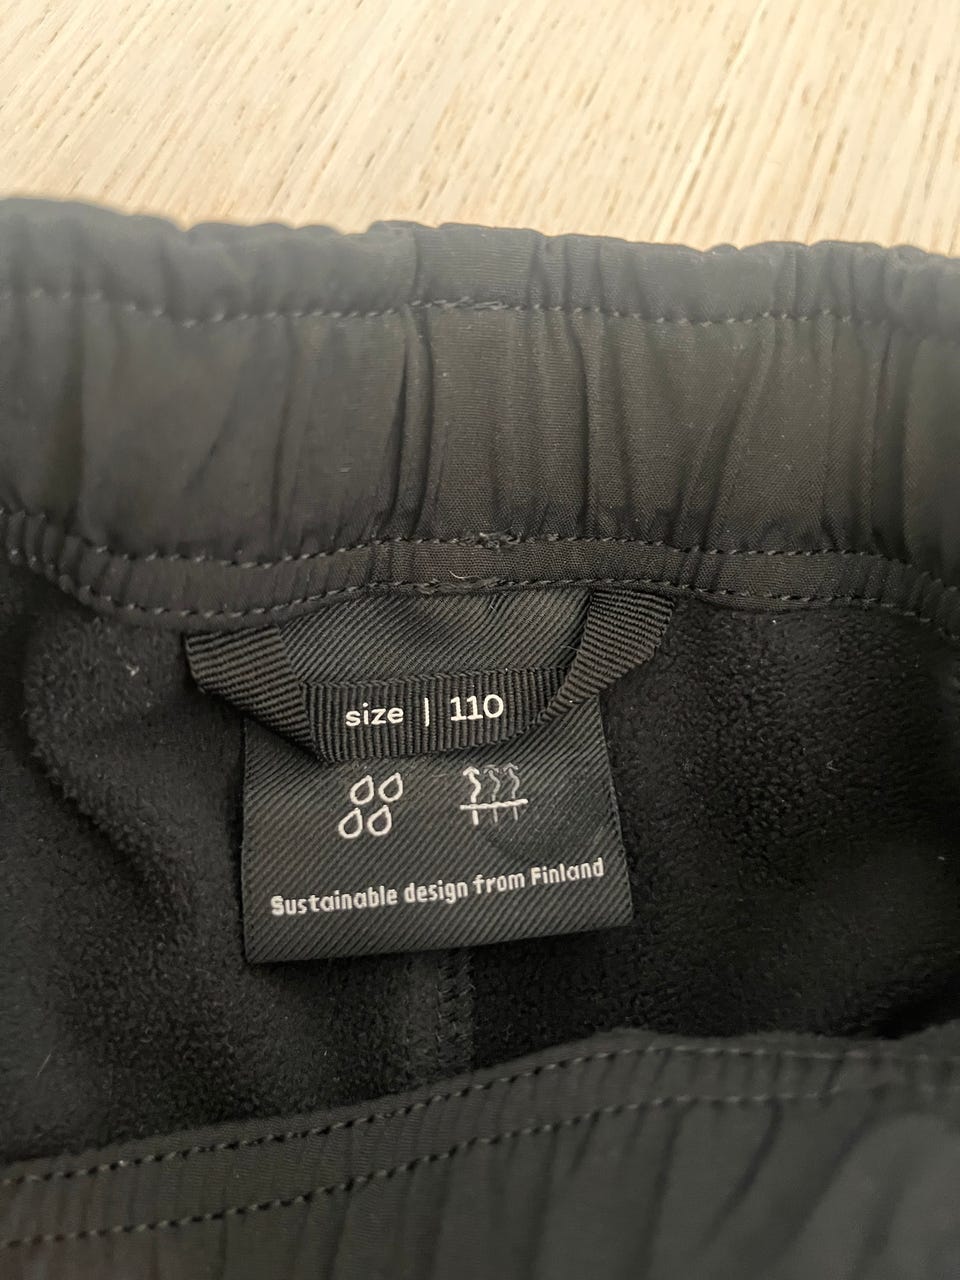 size | 110
Sustainable design from Finland